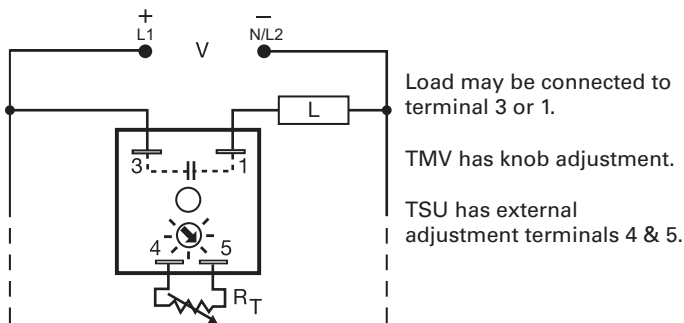 + −
L1 V N/L2
L
Load may be connected to
terminal 3 or 1.
3 1
TMV has knob adjustment.
TSU has external
adjustment terminals 4 & 5.
4 5
RT